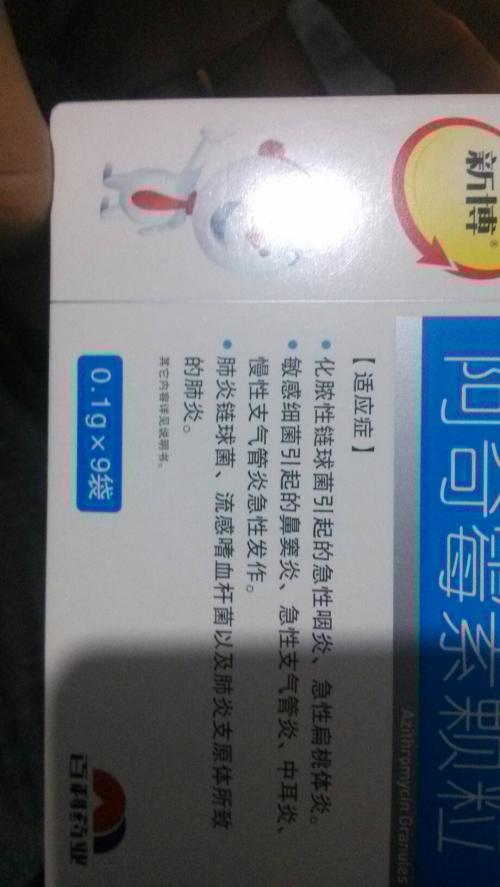 新博®
阿奇霉素颗粒
Azithromycin Granules
【适应症】
•化脓性链球菌引起的急性咽炎、急性扁桃体炎。
•敏感细菌引起的鼻窦炎、急性支气管炎、中耳炎、
慢性支气管炎急性发作。
•肺炎链球菌、流感嗜血杆菌以及肺炎支原体所致
的肺炎。
其它内容详见说明书。
0.1g×9袋
百利药业